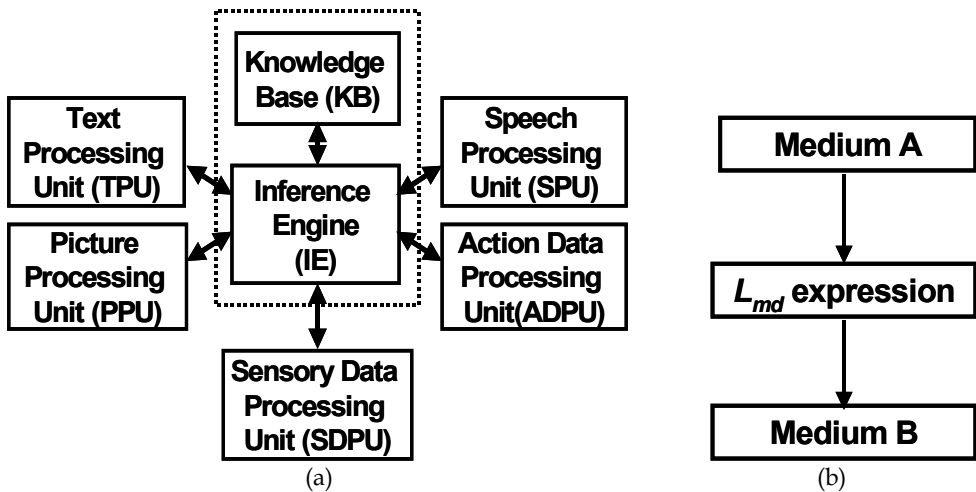 Knowledge
Base (KB)
Text
Processing
Unit (TPU)
Speech
Processing
Unit (SPU)
Inference
Engine
(IE)
Picture
Processing
Unit (PPU)
Action Data
Processing
Unit(ADPU)
Sensory Data
Processing
Unit (SDPU)
(a)
Medium A
Lmd expression
Medium B
(b)